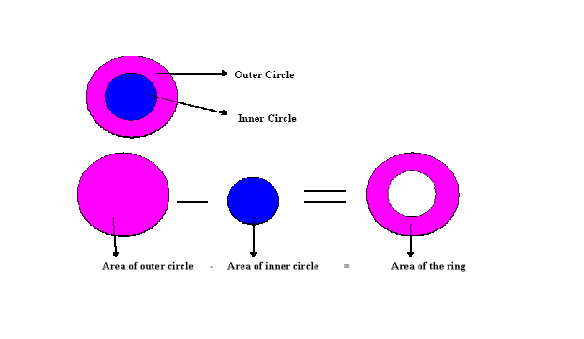 Outer Circle
Inner Circle
Area of outer circle - Area of inner circle = Area of the ring